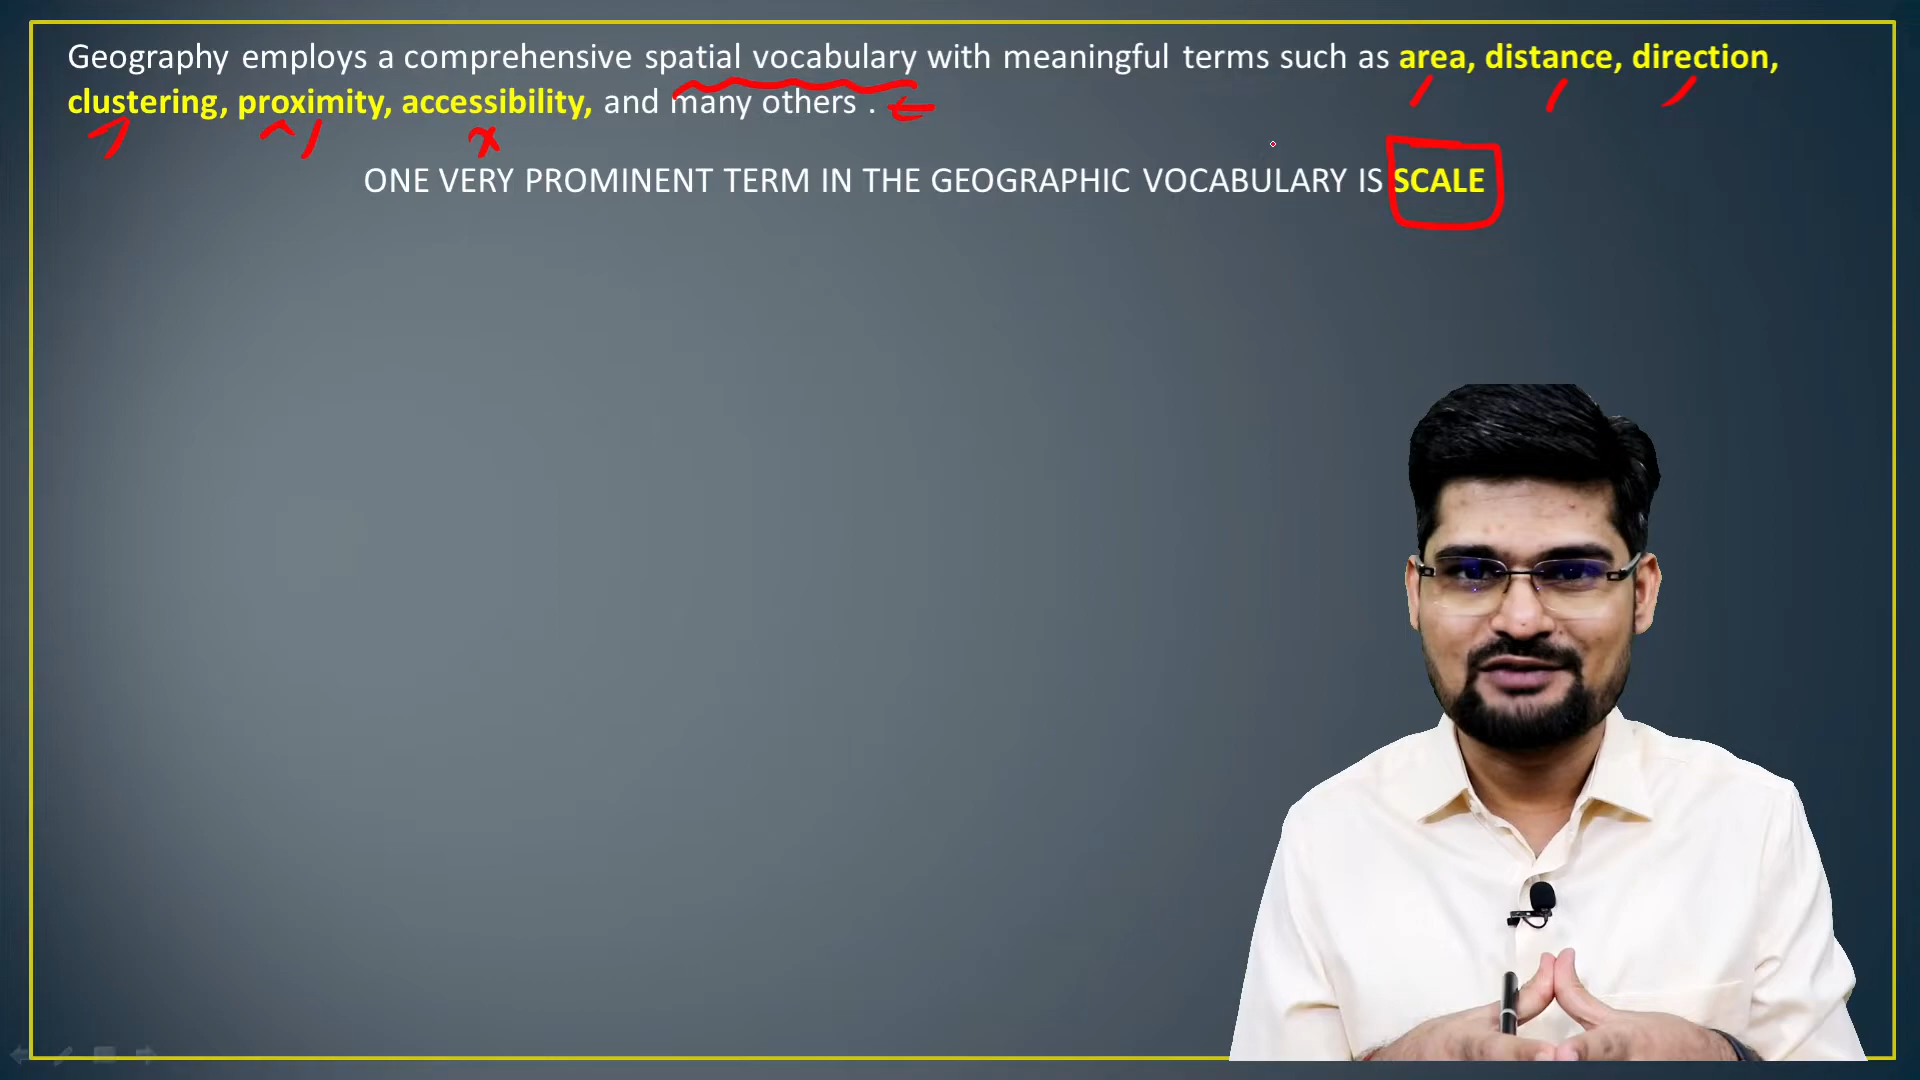 Geography employs a comprehensive spatial vocabulary with meaningful terms such as area, distance, direction,
clustering, proximity, accessibility, and many others .
ONE VERY PROMINENT TERM IN THE GEOGRAPHIC VOCABULARY IS SCALE